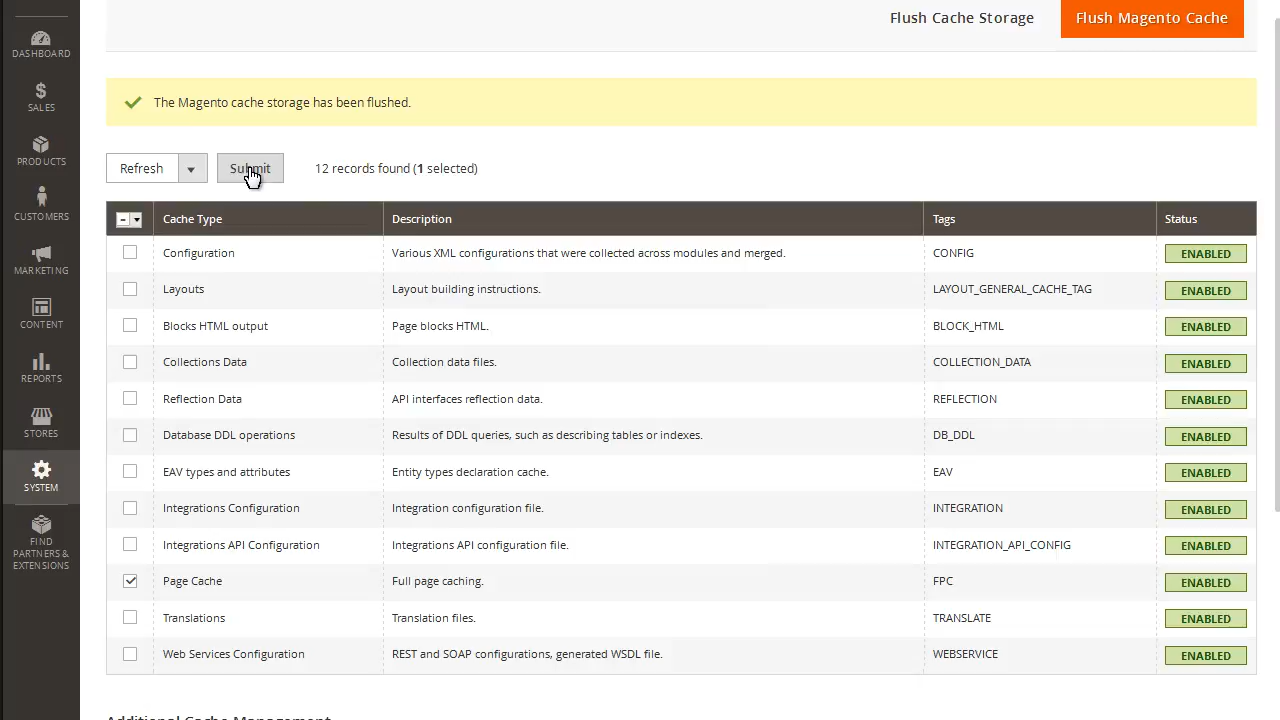 Flush Cache Storage
Flush Magento Cache
DASHBOARD
SALES
PRODUCTS
CUSTOMERS
MARKETING
CONTENT
REPORTS
STORES
SYSTEM
FIND
PARTNERS &
EXTENSIONS
The Magento cache storage has been flushed.
Refresh Submit 12 records found (1 selected)
Cache Type Description Tags Status
Configuration Various XML configurations that were collected across modules and merged. CONFIG ENABLED
Layouts Layout building instructions. LAYOUT_GENERAL_CACHE_TAG ENABLED
Blocks HTML output Page blocks HTML. BLOCK_HTML ENABLED
Collections Data Collection data files. COLLECTION_DATA ENABLED
Reflection Data API interfaces reflection data. REFLECTION ENABLED
Database DDL operations Results of DDL queries, such as describing tables or indexes. DB_DDL ENABLED
EAV types and attributes Entity types declaration cache. EAV ENABLED
Integrations Configuration Integration configuration file. INTEGRATION ENABLED
Integrations API Configuration Integrations API configuration file. INTEGRATION_API_CONFIG ENABLED
Page Cache Full page caching. FPC ENABLED
Translations Translation files. TRANSLATE ENABLED
Web Services Configuration REST and SOAP configurations, generated WSDL file. WEBSERVICE ENABLED
Additional Cache Management